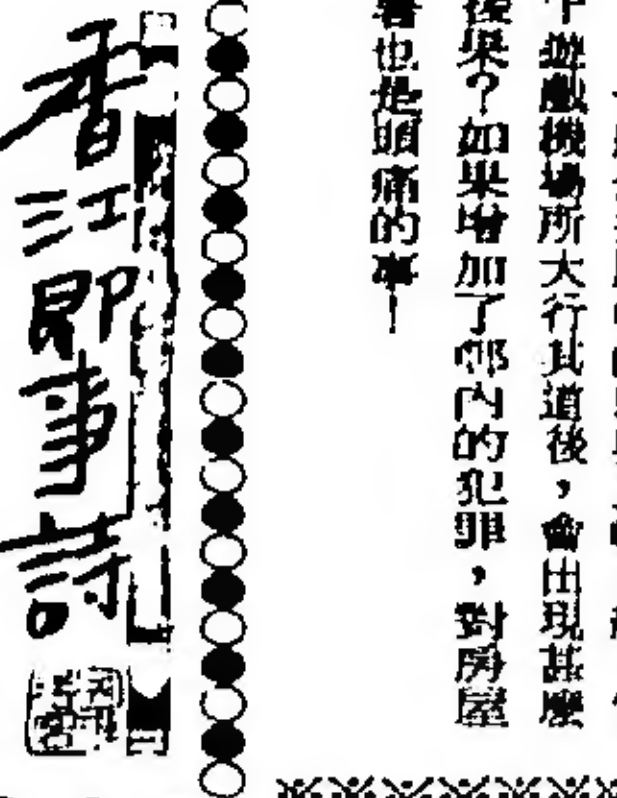 下遊戲機場所大行其道後，會出現甚麼
後果？如果增加了邨內的犯罪，對房屋
署也是頭痛的事！
香江即事詩